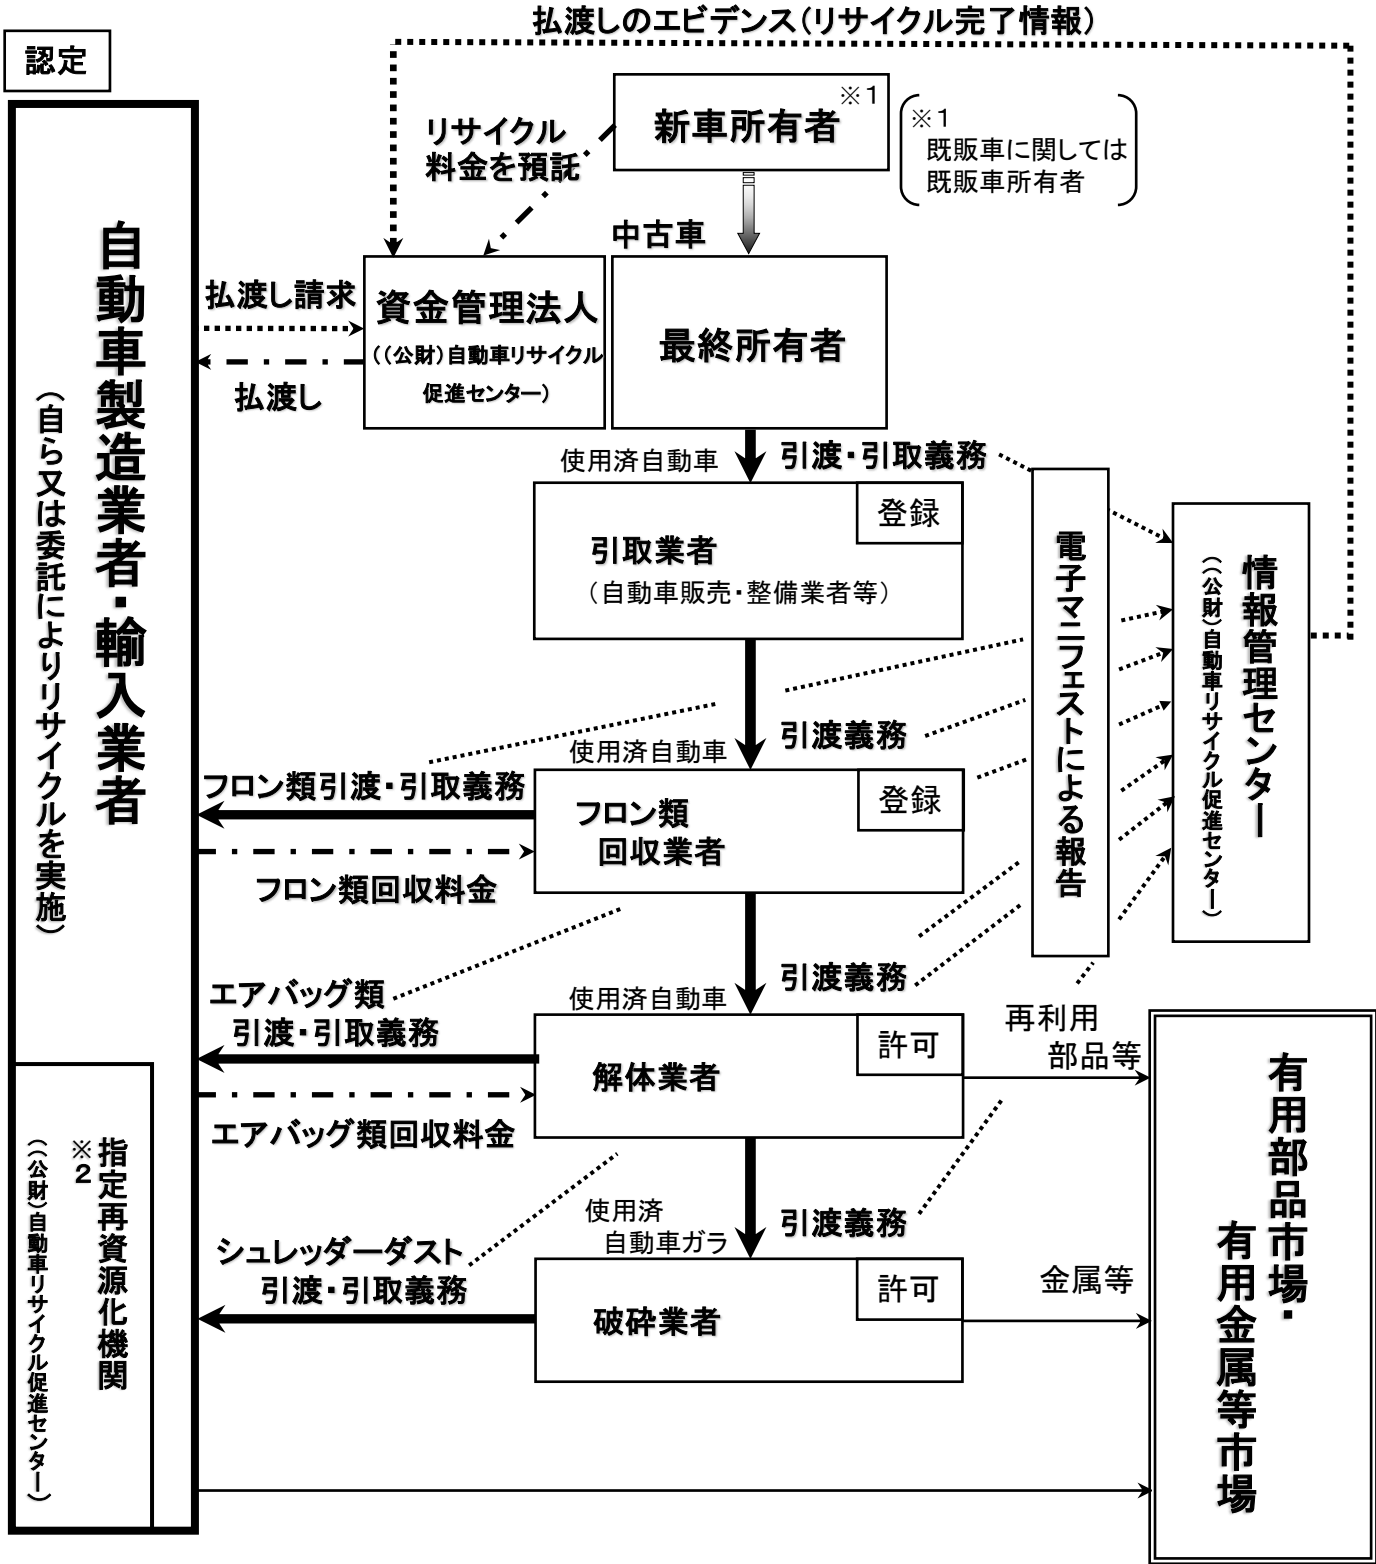 払渡しのエビデンス（リサイクル完了情報）
認定
新車所有者
※１
※１
既販車に関しては
既販車所有者
リサイクル
料金を預託
中古車
払渡し請求
払渡し
資金管理法人
（（公財）自動車リサイクル
促進センター）
最終所有者
自動車製造業者・輸入業者
（自ら又は委託によりリサイクルを実施）
使用済自動車
引渡・引取義務
引取業者
（自動車販売・整備業者等）
登録
電子マニフェストによる報告
情報管理センター
（（公財）自動車リサイクル促進センター）
使用済自動車
引渡義務
フロン類引渡・引取義務
フロン類回収料金
フロン類
回収業者
登録
使用済自動車
引渡義務
エアバッグ類
引渡・引取義務
エアバッグ類回収料金
解体業者
許可
再利用
部品等
使用済
自動車ガラ
引渡義務
シュレッダーダスト
引渡・引取義務
破砕業者
許可
金属等
有用部品市場・
有用金属等市場
指定再資源化機関
※２
（（公財）自動車リサイクル促進センター）